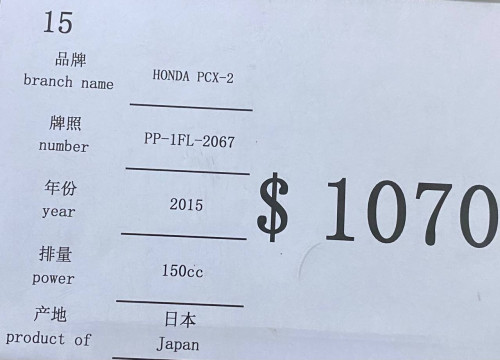 15
品牌
branch name
HONDA PCX-2
牌照
number
PP-1FL-2067
年份
year
2015
$ 1070
排量
power
150cc
产地
product of
日本
Japan